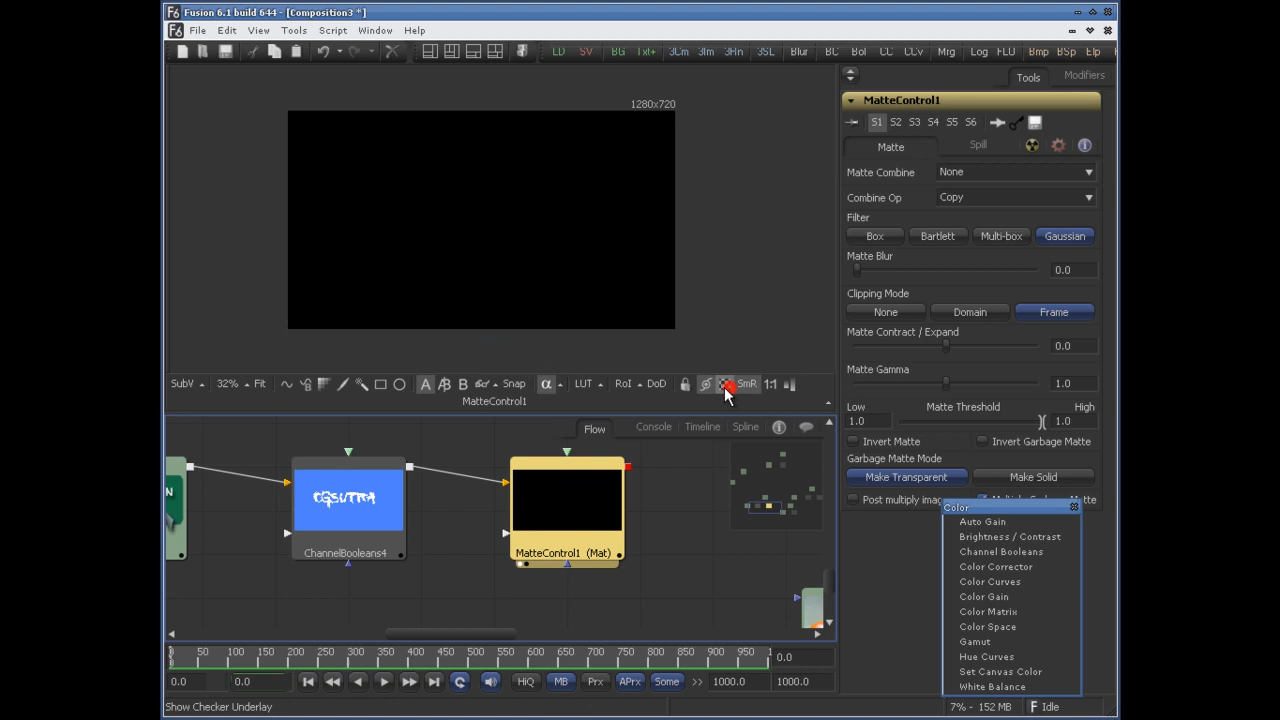 Fusion 6.1 build 644 - [Composition3 *]
File Edit View Tools Script Window Help
LD SV BG Txt+ 3Cm 3Im 3Rn 3SL Blur BC Bol CC CCv Mrg Log FLU Bmp BSp Elp
Tools Modifiers
1280x720
MatteControl1
S1 S2 S3 S4 S5 S6
Matte Spill
Matte Combine None
Combine Op Copy
Filter
Box Bartlett Multi-box Gaussian
Matte Blur
0.0
Clipping Mode
None Domain Frame
Matte Contract / Expand
0.0
Matte Gamma
1.0
Low Matte Threshold High
1.0 1.0
Invert Matte Invert Garbage Matte
Garbage Matte Mode
Make Transparent Make Solid
Post multiply image
SubV 32% Fit A A B B Snap α LUT RoI DoD SmR 1:1
MatteControl1
Flow Console Timeline Spline
N
CGSUTRA
ChannelBooleans4
MatteControl1 (Mat)
Color
Auto Gain
Brightness / Contrast
Channel Booleans
Color Corrector
Color Curves
Color Gain
Color Matrix
Color Space
Gamut
Hue Curves
Set Canvas Color
White Balance
50 100 150 200 250 300 350 400 450 500 550 600 650 700 750 800 850 900 950 0.0
0.0 0.0 HiQ MB Prx APrx Some 1000.0 1000.0
Show Checker Underlay 7% - 152 MB Idle